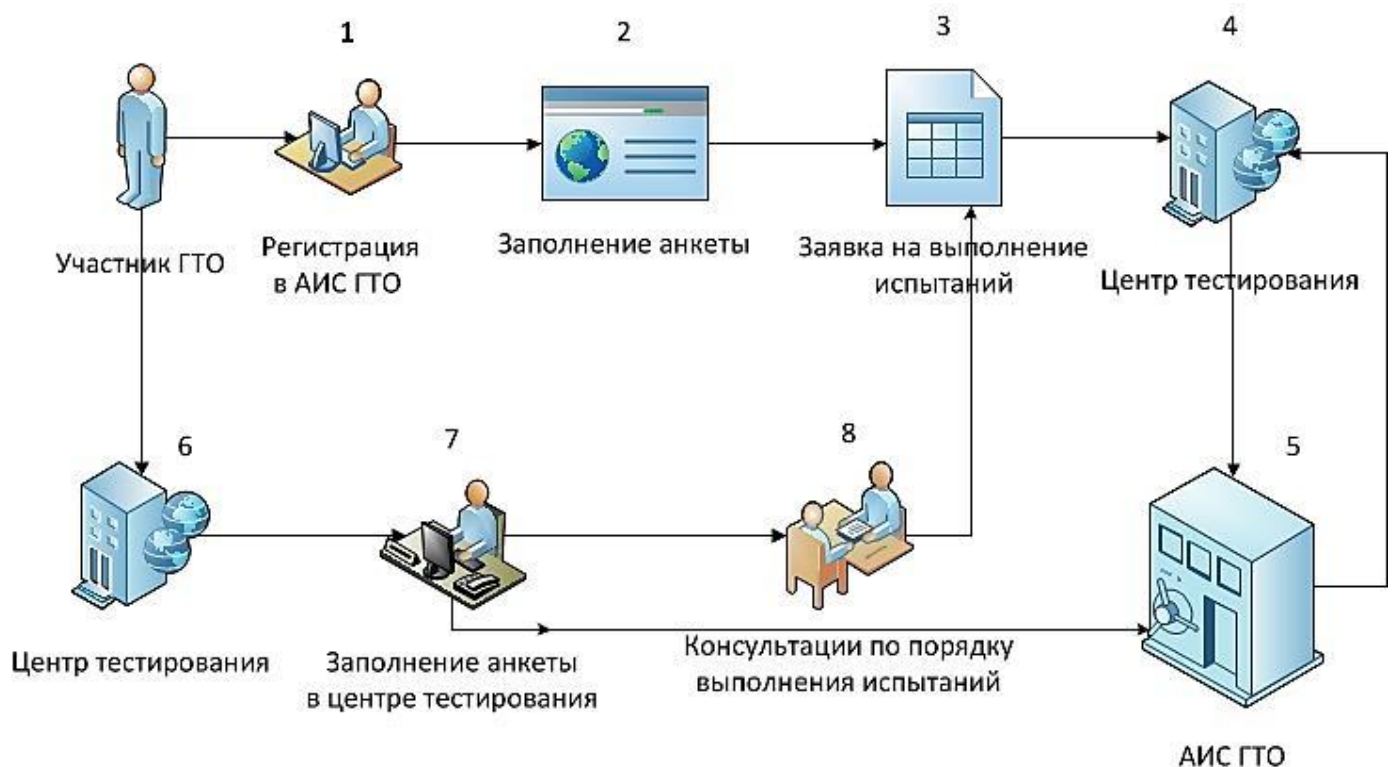 1
2
3
4
Участник ГТО
Регистрация
в АИС ГТО
Заполнение анкеты
Заявка на выполнение
испытаний
Центр тестирования
6
7
8
5
Центр тестирования
Заполнение анкеты
в центре тестирования
Консультации по порядку
выполнения испытаний
АИС ГТО